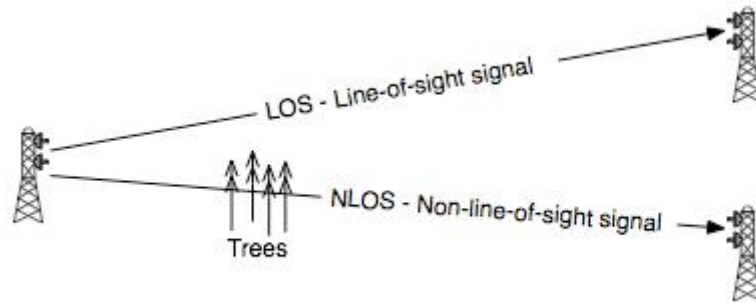 LOS - Line-of-sight signal
NLOS - Non-line-of-sight signal
Trees